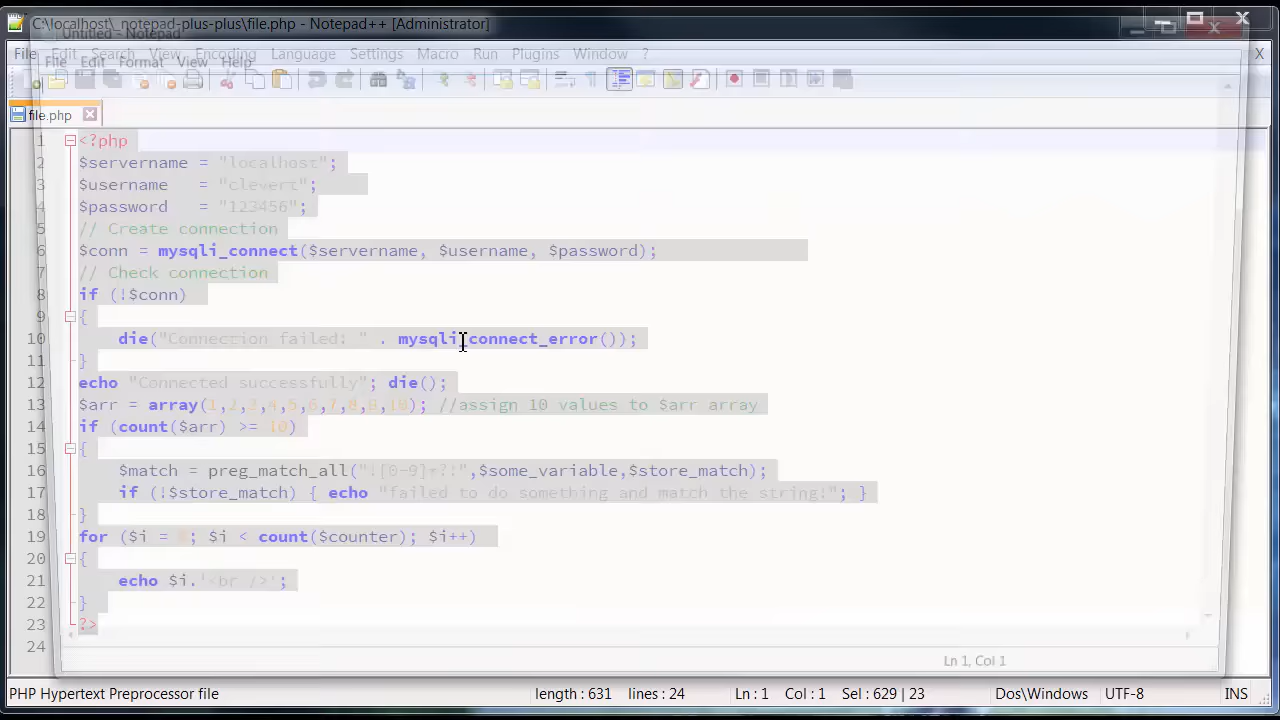 C:\localhost\_notepad-plus-plus\file.php - Notepad++ [Administrator]
Untitled - Notepad
File Edit Search View Encoding Language Settings Macro Run Plugins Window ? X
File Edit Format View Help
file.php
1 <?php
2 $servername = "localhost";
3 $username = "clevert";
4 $password = "123456";
5 // Create connection
6 $conn = mysqli_connect($servername, $username, $password);
7 // Check connection
8 if (!$conn)
9 {
10 die("Connection failed: " . mysqli_connect_error());
11 }
12 echo "Connected successfully"; die();
13 $arr = array(1,2,3,4,5,6,7,8,8,10); //assign 10 values to $arr array
14 if (count($arr) >= 10)
15 {
16 $match = preg_match_all("![0-9]+?!",$some_variable,$store_match);
17 if (!$store_match) { echo "failed to do something and match the string!"; }
18 }
19 for ($i = ; $i < count($counter); $i++)
20 {
21 echo $i.'<br />';
22 }
23 ?>
24
Ln 1, Col 1
PHP Hypertext Preprocessor file length : 631 lines : 24 Ln : 1 Col : 1 Sel : 629 | 23 Dos\Windows UTF-8 INS